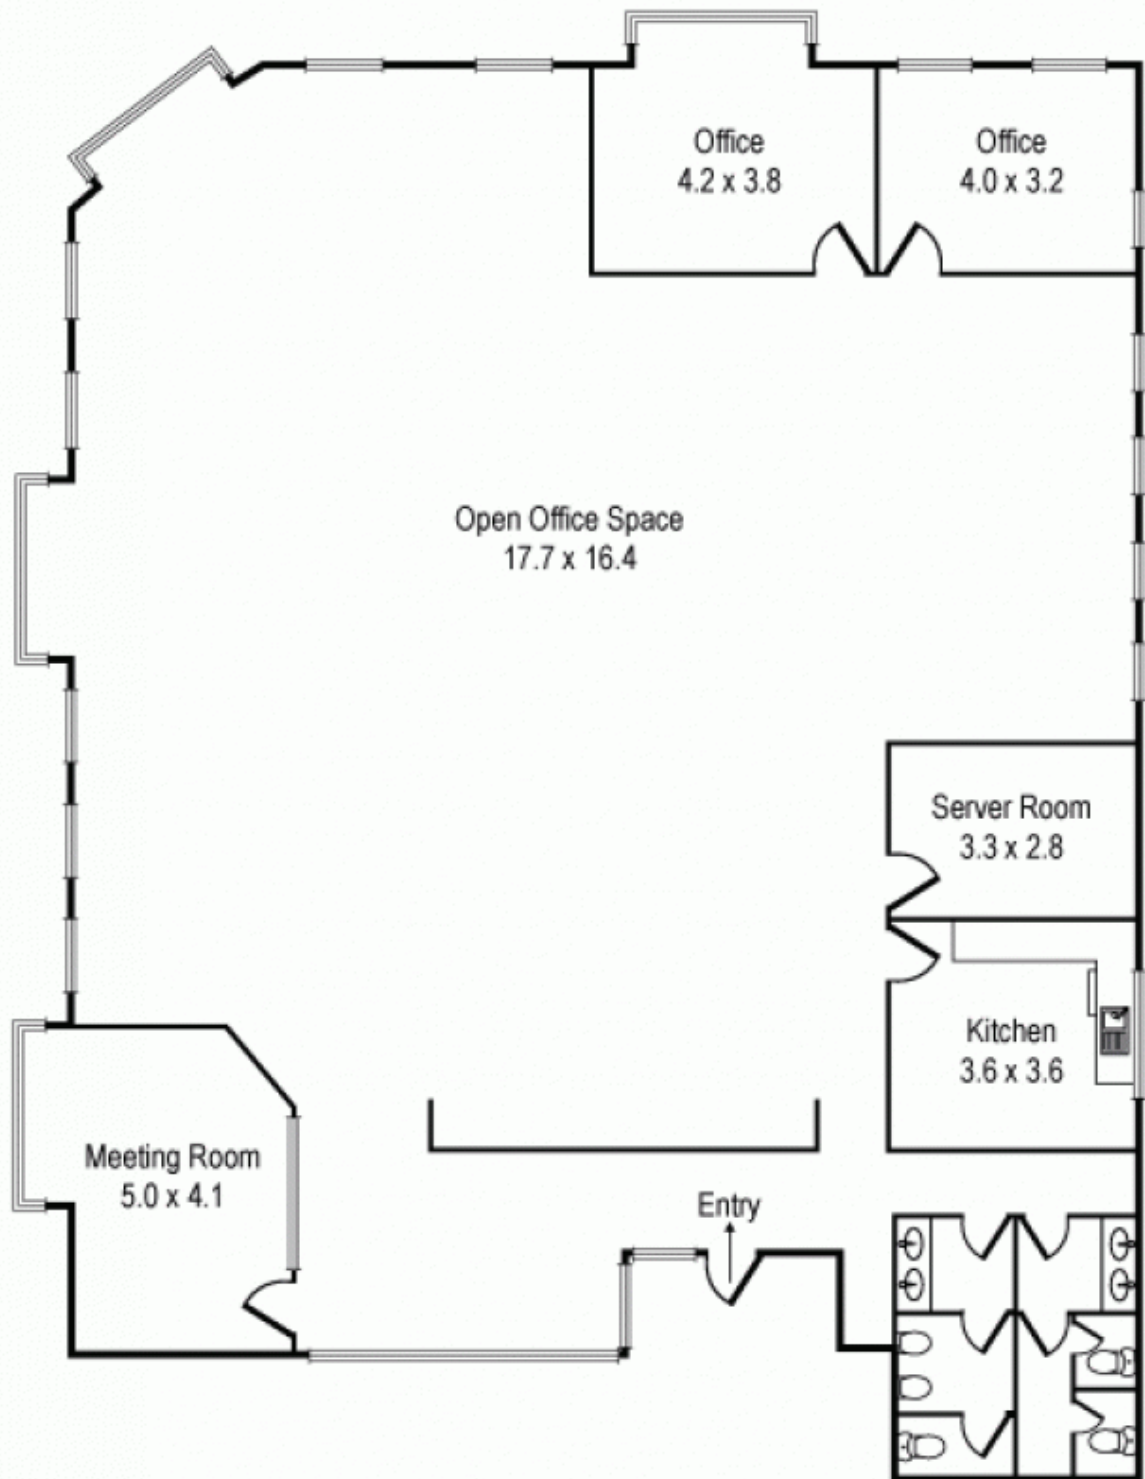 Office
4.2 x 3.8
Office
4.0 x 3.2
Open Office Space
17.7 x 16.4
Server Room
3.3 x 2.8
Kitchen
3.6 x 3.6
Meeting Room
5.0 x 4.1
Entry